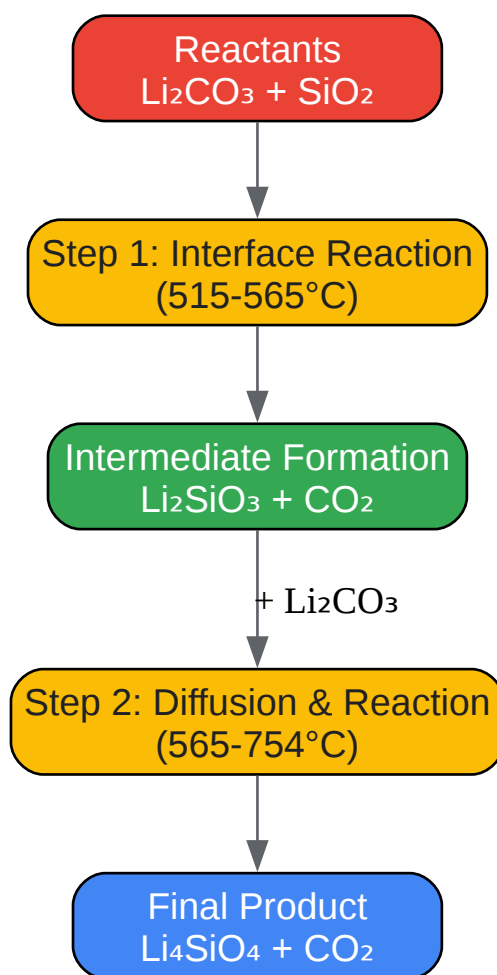 Reactants
Li₂CO₃ + SiO₂
Step 1: Interface Reaction
(515-565°C)
Intermediate Formation
Li₂SiO₃ + CO₂
+ Li₂CO₃
Step 2: Diffusion & Reaction
(565-754°C)
Final Product
Li₄SiO₄ + CO₂